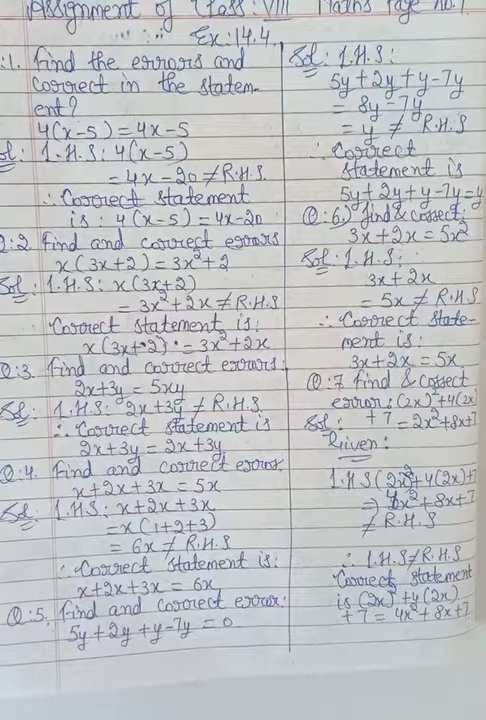 Assignment of Class: VIII Maths Page no. 1
Ex: 14.4
:1. Find the errors and
correct in the statem-
ent?
4(x-5) = 4x-5
Sol: L.H.S: 4(x-5)
= 4x-20 ≠ R.H.S
∴ Correct statement
is: 4(x-5) = 4x-20
Q:2. Find and correct errors
x(3x+2) = 3x²+2
Sol: L.H.S: x(3x+2)
= 3x²+2x ≠ R.H.S
Correct statement is:
x(3x+2) = 3x²+2x
Q:3. Find and correct errors:
2x+3y = 5xy
Sol: L.H.S: 2x+3y ≠ R.H.S
∴ Correct statement is
2x+3y = 2x+3y
Q:4. Find and correct error:
x+2x+3x = 5x
Sol: L.H.S: x+2x+3x
= x(1+2+3)
= 6x ≠ R.H.S
∴ Correct statement is:
x+2x+3x = 6x
Q:5. Find and correct error:
5y+2y+y-7y = 0
Sol: L.H.S:
5y+2y+y-7y
= 8y-7y
= y ≠ R.H.S
∴ Correct
statement is
5y+2y+y-7y=y
Q:6) find & correct:
3x+2x = 5x²
Sol: L.H.S:
3x+2x
= 5x ≠ R.H.S
∴ Correct state-
ment is:
3x+2x = 5x
Q:7 find & correct
error: (2x)²+4(2x)
+7 = 2x²+8x+7
Sol:
Given:
L.H.S (2x)²+4(2x)+7
⇒ 4x²+8x+7
≠ R.H.S
∴ L.H.S≠R.H.S
Correct statement
is (2x)²+4(2x)
+7 = 4x²+8x+7